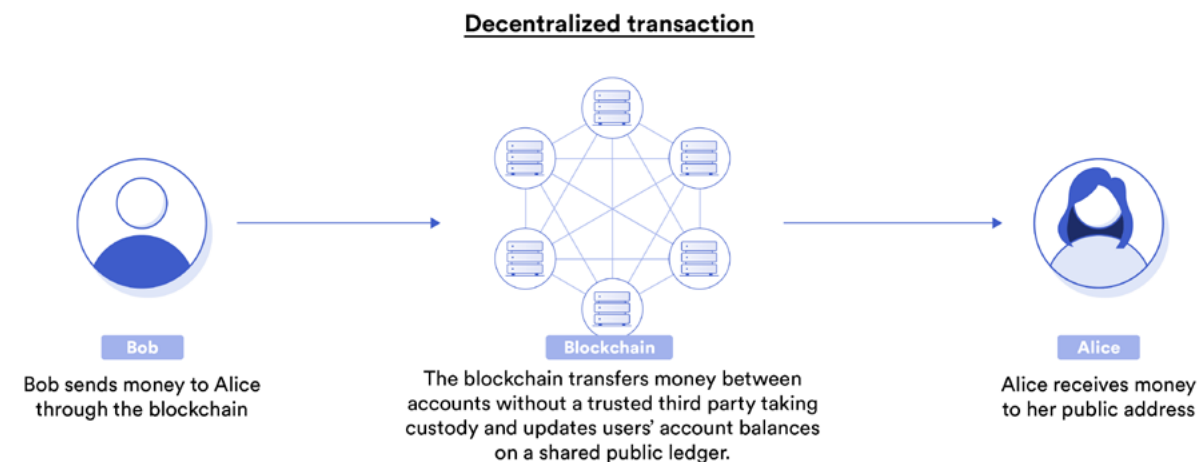 Decentralized transaction
Bob
Bob sends money to Alice
through the blockchain
Blockchain
The blockchain transfers money between
accounts without a trusted third party taking
custody and updates users’ account balances
on a shared public ledger.
Alice
Alice receives money
to her public address